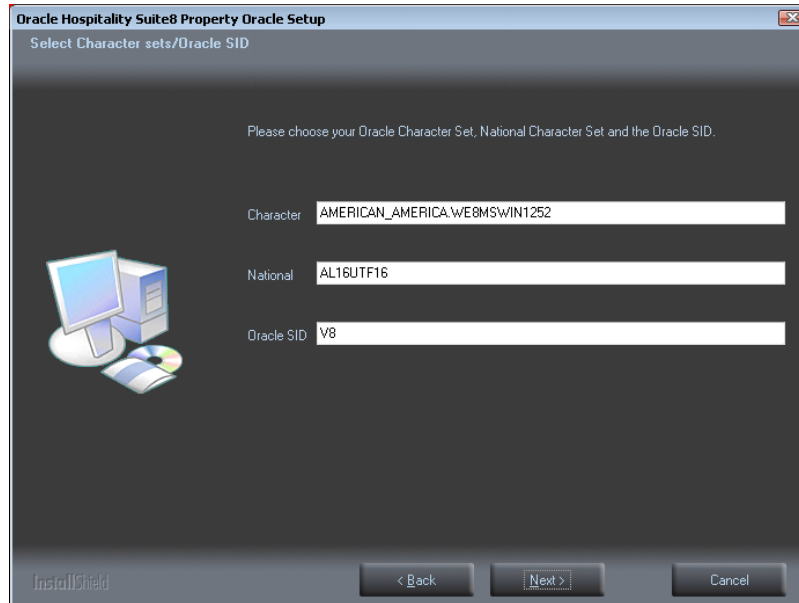 Oracle Hospitality Suite8 Property Oracle Setup
Select Character sets/Oracle SID
Please choose your Oracle Character Set, National Character Set and the Oracle SID.
Character AMERICAN_AMERICA.WE8MSWIN1252
National AL16UTF16
Oracle SID V8
InstallShield
< Back Next > Cancel